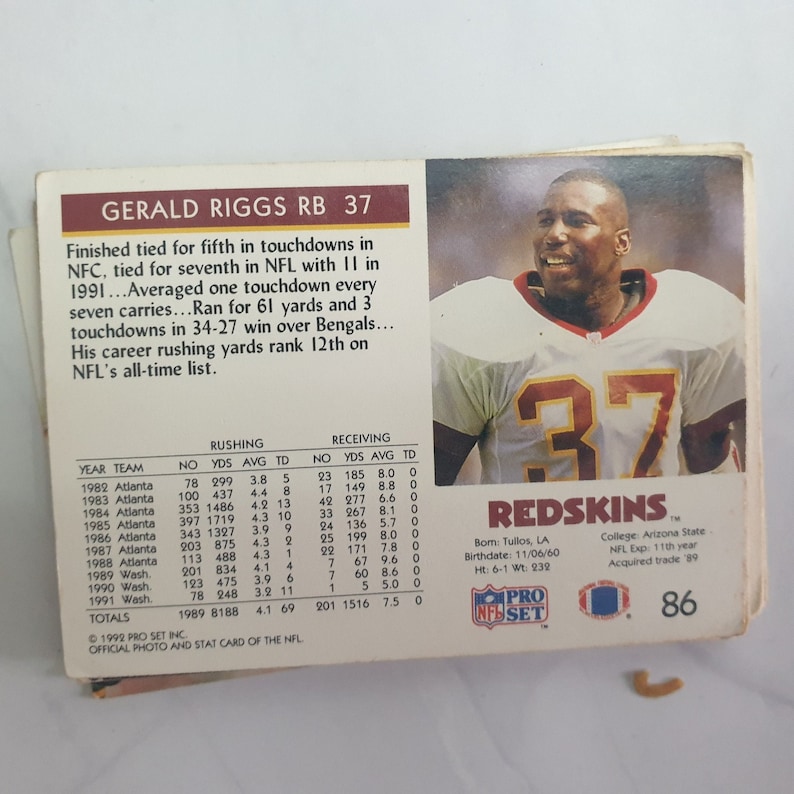 GERALD RIGGS RB 37
Finished tied for fifth in touchdowns in
NFC, tied for seventh in NFL with 11 in
1991...Averaged one touchdown every
seven carries...Ran for 61 yards and 3
touchdowns in 34-27 win over Bengals...
His career rushing yards rank 12th on
NFL's all-time list.
RUSHING RECEIVING
YEAR TEAM NO YDS AVG TD NO YDS AVG TD
1982 Atlanta 78 299 3.8 5 23 185 8.0 0
1983 Atlanta 100 437 4.4 8 17 149 8.8 0
1984 Atlanta 353 1486 4.2 13 42 277 6.6 0
1985 Atlanta 397 1719 4.3 10 33 267 8.1 0
1986 Atlanta 343 1327 3.9 9 24 136 5.7 0
1987 Atlanta 203 875 4.3 2 25 199 8.0 0
1988 Atlanta 113 488 4.3 1 22 171 7.8 0
1989 Wash. 201 834 4.1 4 7 67 9.6 0
1990 Wash. 123 475 3.9 6 7 60 8.6 0
1991 Wash. 78 248 3.2 11 1 5 5.0 0
TOTALS 1989 8188 4.1 69 201 1516 7.5 0
© 1992 PRO SET INC.
OFFICIAL PHOTO AND STAT CARD OF THE NFL.
37
REDSKINS™
Born: Tullos, LA
Birthdate: 11/06/60
Ht: 6-1 Wt: 232
College: Arizona State
NFL Exp: 11th year
Acquired trade '89
NFL PRO SET™
®
86